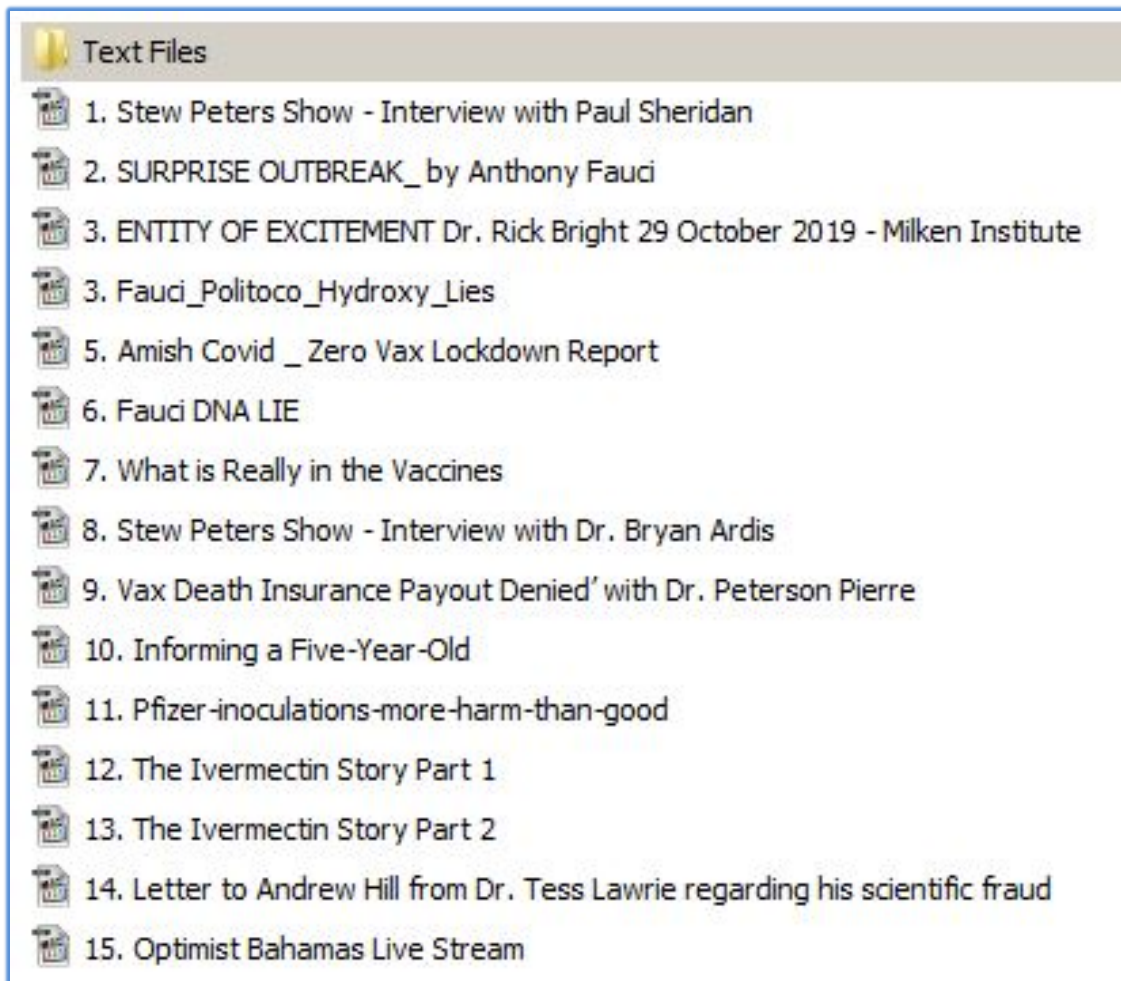 Text Files
1. Stew Peters Show - Interview with Paul Sheridan
2. SURPRISE OUTBREAK_ by Anthony Fauci
3. ENTITY OF EXCITEMENT Dr. Rick Bright 29 October 2019 - Milken Institute
3. Fauci_Politoco_Hydroxy_Lies
5. Amish Covid _ Zero Vax Lockdown Report
6. Fauci DNA LIE
7. What is Really in the Vaccines
8. Stew Peters Show - Interview with Dr. Bryan Ardis
9. Vax Death Insurance Payout Denied’ with Dr. Peterson Pierre
10. Informing a Five-Year-Old
11. Pfizer-inoculations-more-harm-than-good
12. The Ivermectin Story Part 1
13. The Ivermectin Story Part 2
14. Letter to Andrew Hill from Dr. Tess Lawrie regarding his scientific fraud
15. Optimist Bahamas Live Stream